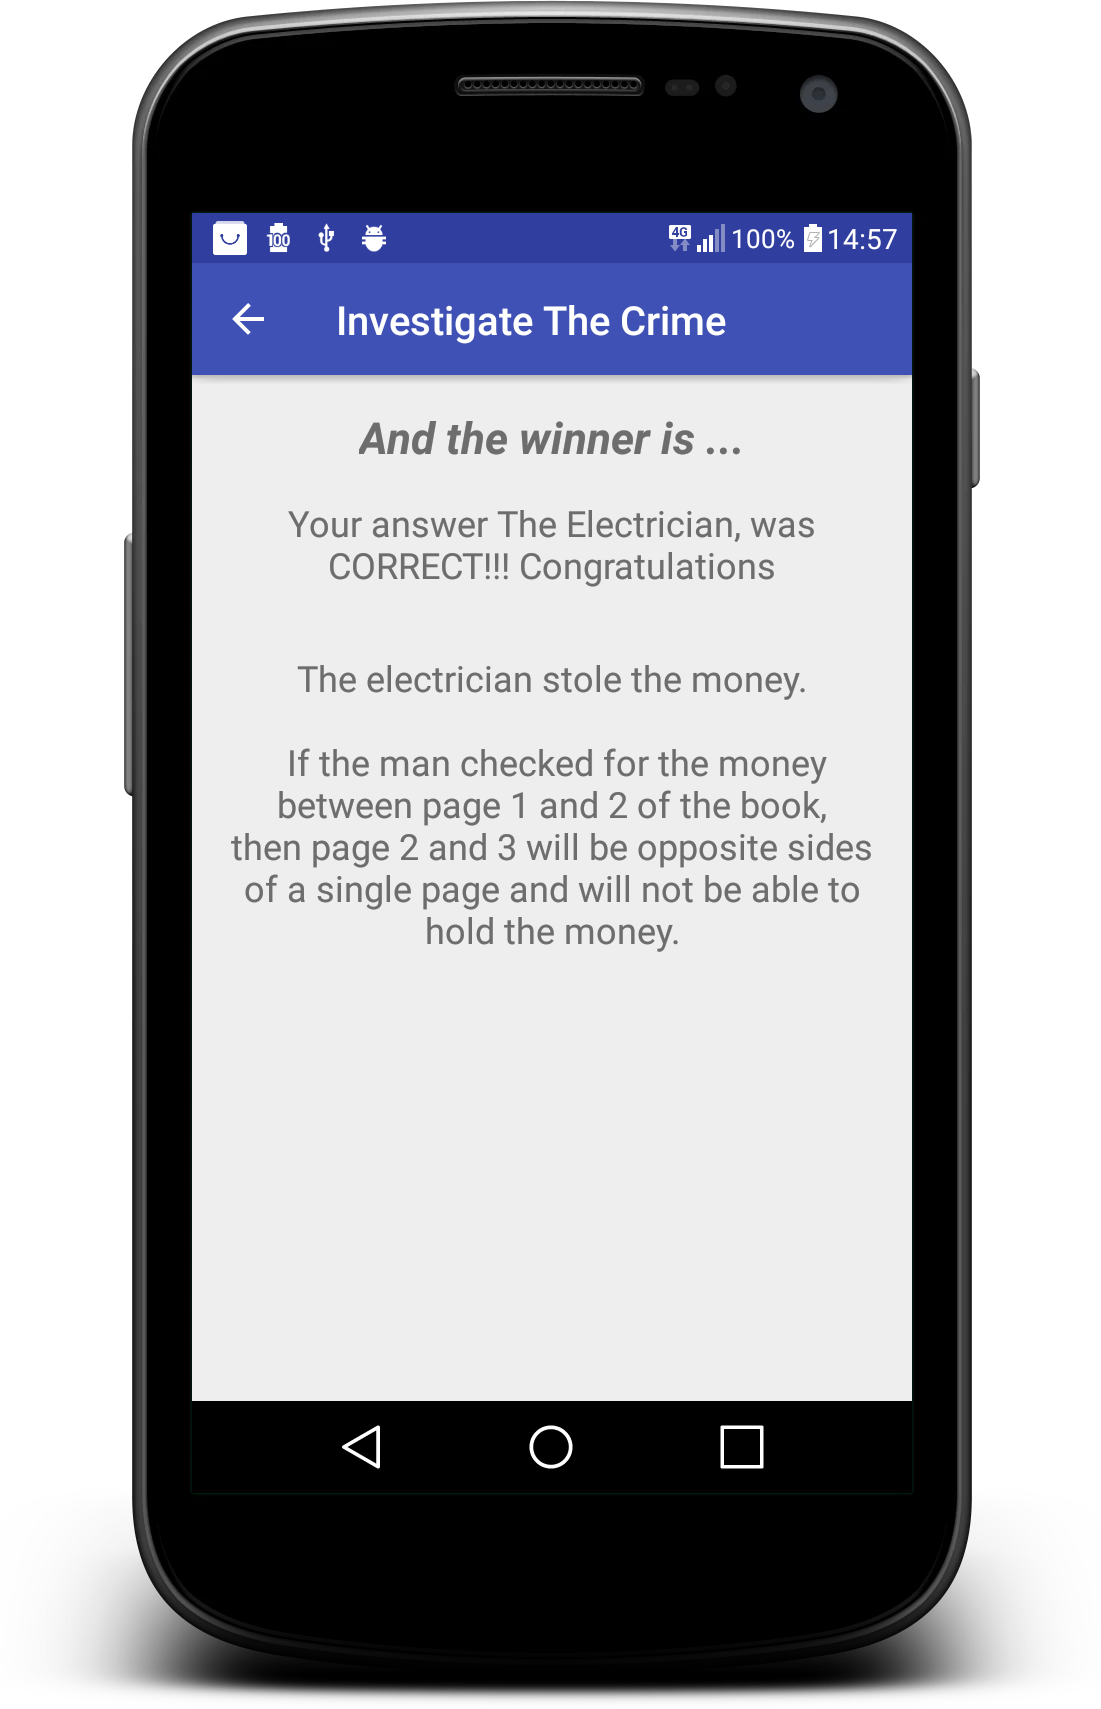 100 4G 100% 14:57
Investigate The Crime
And the winner is ...
Your answer The Electrician, was
CORRECT!!! Congratulations
The electrician stole the money.
If the man checked for the money
between page 1 and 2 of the book,
then page 2 and 3 will be opposite sides
of a single page and will not be able to
hold the money.